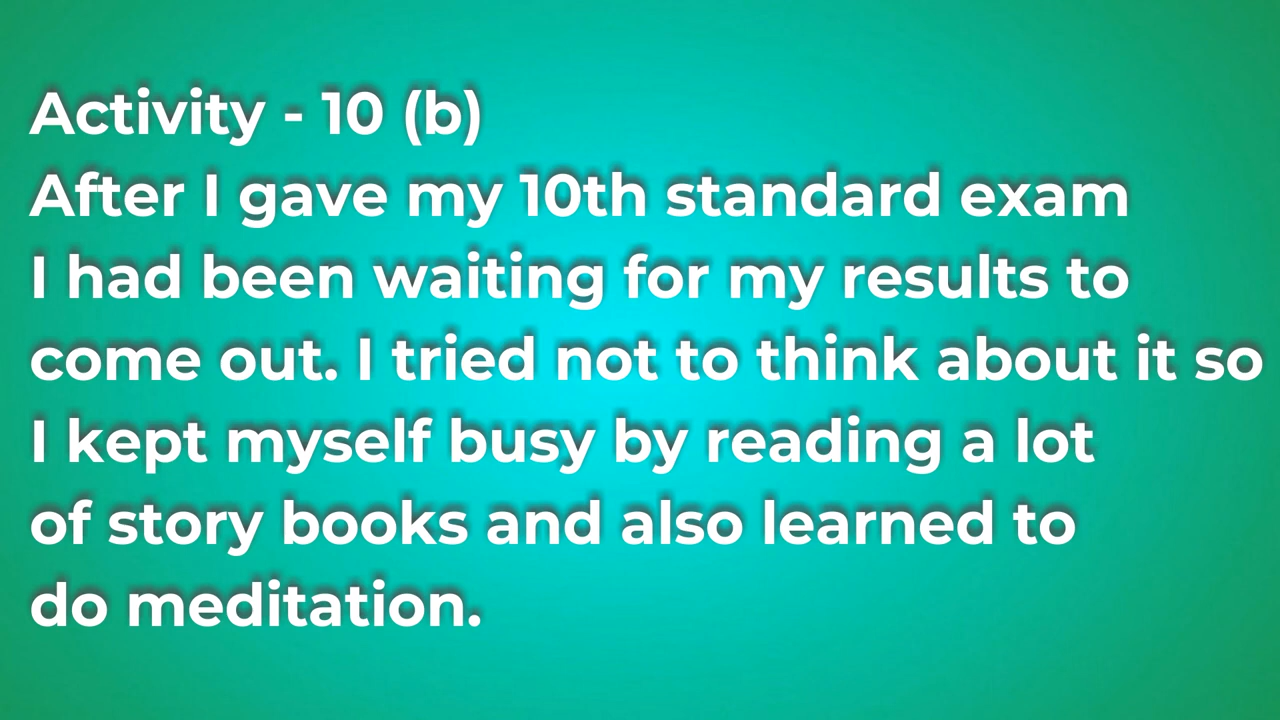 Activity - 10 (b)
After I gave my 10th standard exam
I had been waiting for my results to
come out. I tried not to think about it so
I kept myself busy by reading a lot
of story books and also learned to
do meditation.